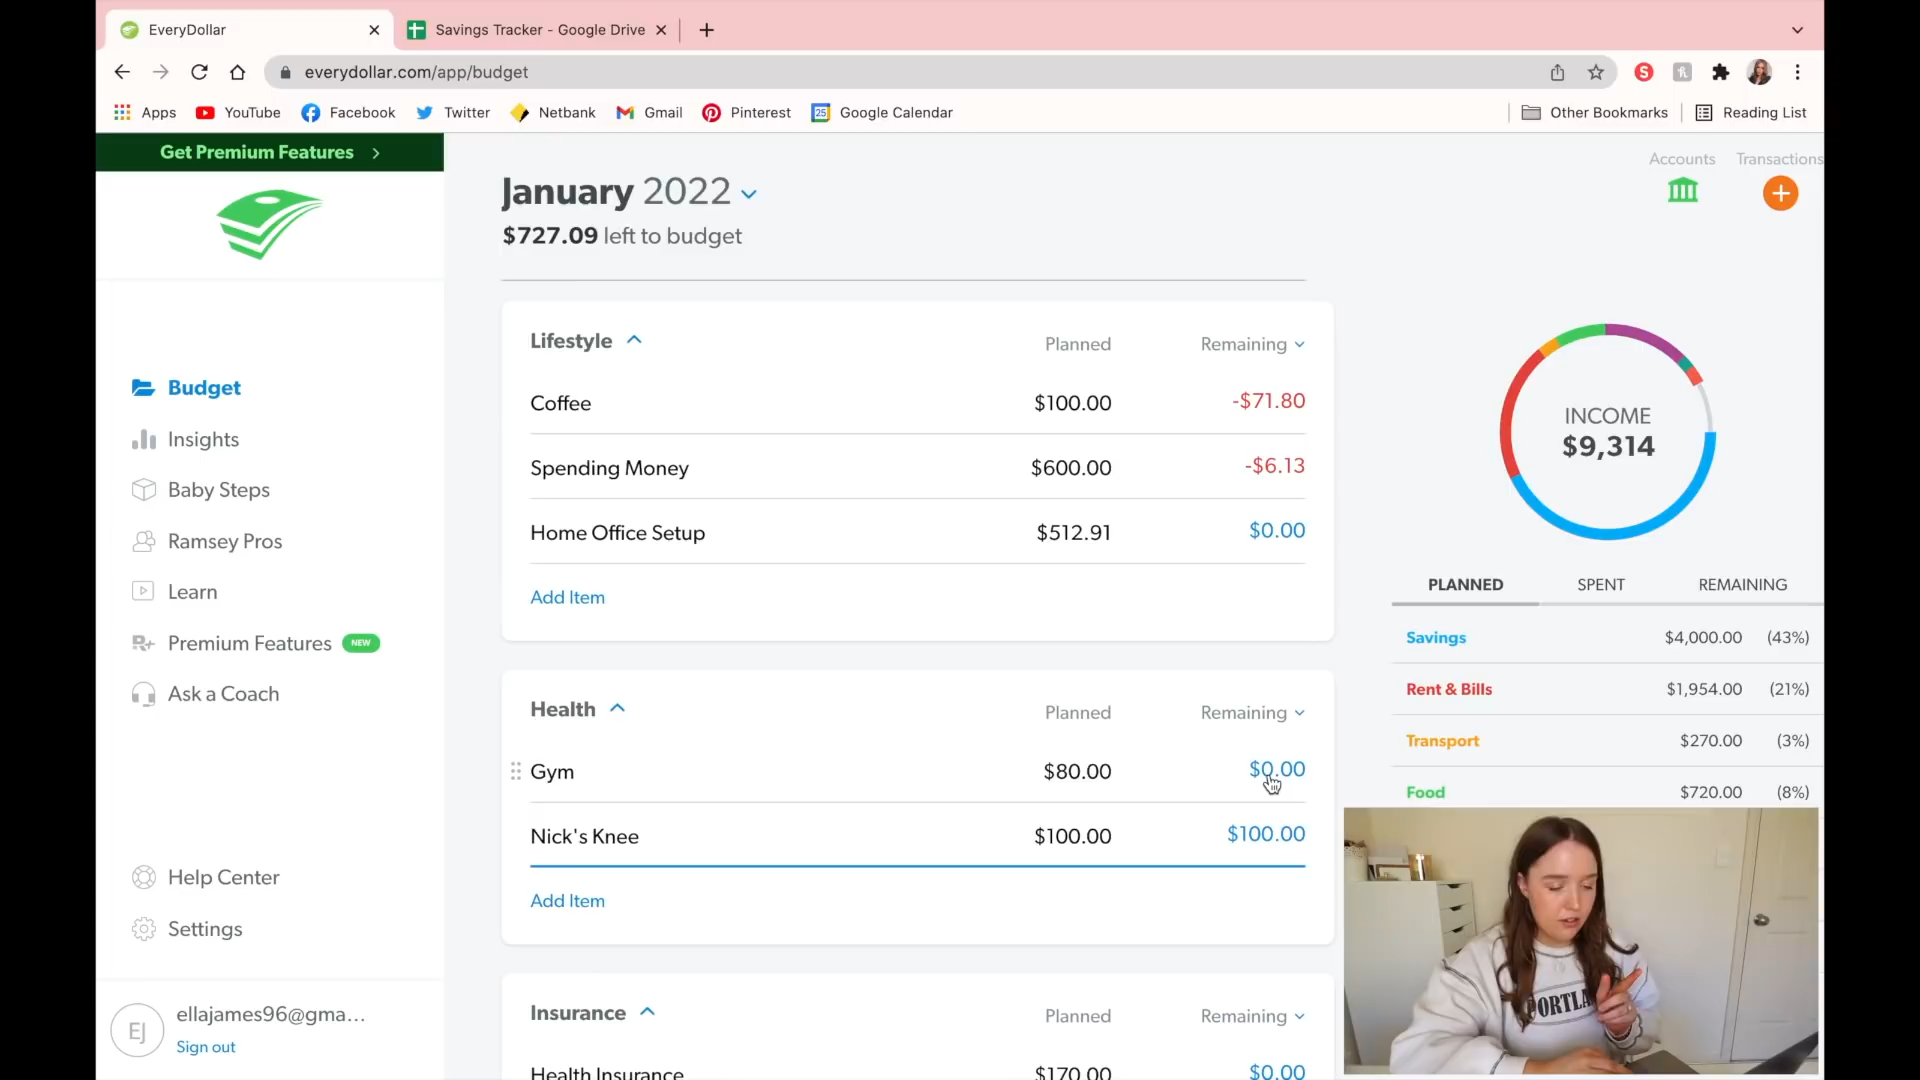 EveryDollar
Savings Tracker - Google Drive
everydollar.com/app/budget
Apps
YouTube
Facebook
Twitter
Netbank
Gmail
Pinterest
25
Google Calendar
Other Bookmarks
Reading List
Get Premium Features
Budget
Insights
Baby Steps
Ramsey Pros
Learn
Premium Features NEW
Ask a Coach
Help Center
Settings
EJ
ellajames96@gma...
Sign out
January 2022
$727.09 left to budget
Accounts
Transactions
Lifestyle Planned Remaining
Coffee $100.00 -$71.80
Spending Money $600.00 -$6.13
Home Office Setup $512.91 $0.00
Add Item
Health Planned Remaining
Gym $80.00 $0.00
Nick's Knee $100.00 $100.00
Add Item
Insurance Planned Remaining
Health Insurance $170.00 $0.00
INCOME
$9,314
PLANNED SPENT REMAINING
Savings $4,000.00 (43%)
Rent & Bills $1,954.00 (21%)
Transport $270.00 (3%)
Food $720.00 (8%)